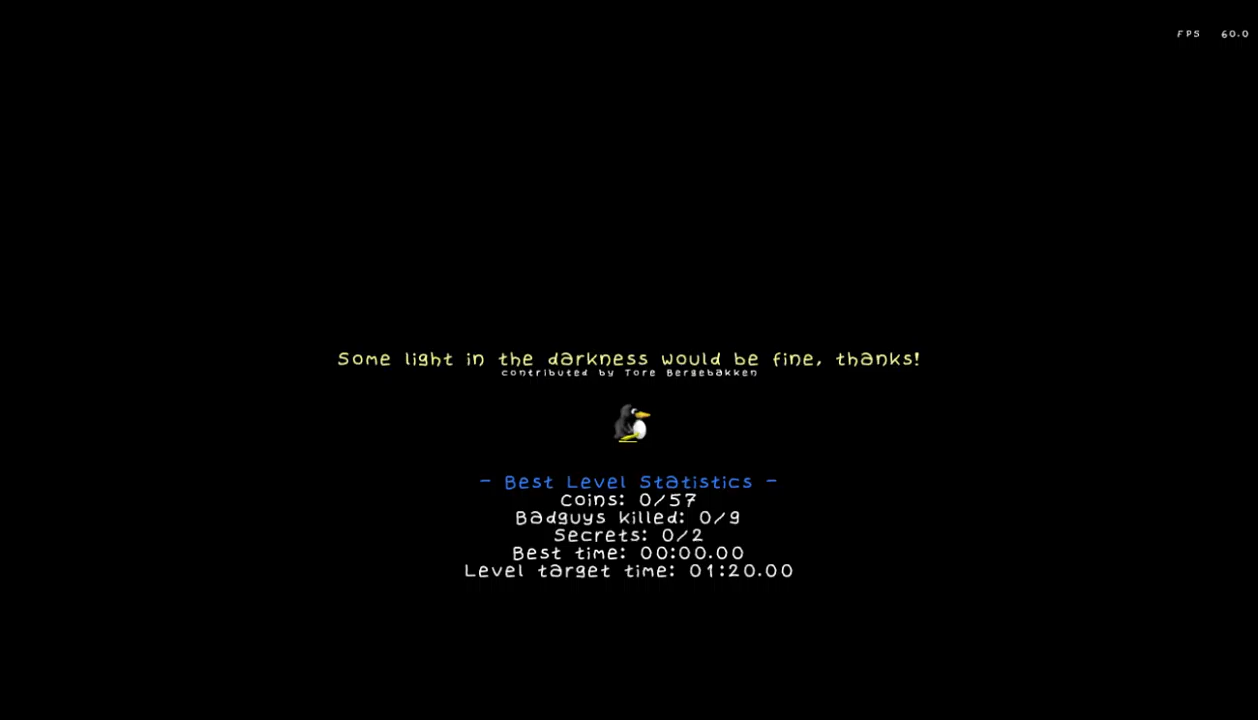 FPS 60.0
Some light in the darkness would be fine, thanks!
contributed by Tore Bergebakken
- Best Level Statistics -
Coins: 0/57
Badguys killed: 0/9
Secrets: 0/2
Best time: 00:00.00
Level target time: 01:20.00